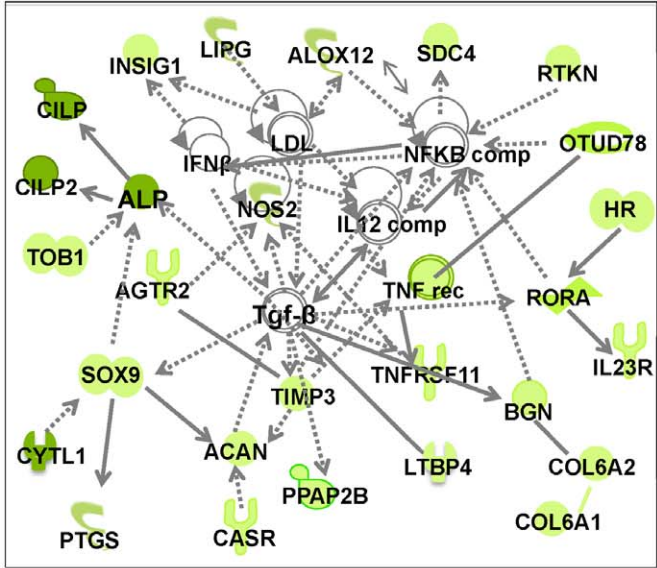 LIPG
ALOX12
SDC4
INSIG1
RTKN
CILP
LDL
IFNβ
NFKB comp
OTUD78
CILP2
ALP
NOS2
IL12 comp
HR
TOB1
AGTR2
TNF rec
RORA
Tgf-ß
SOX9
TIMP3
TNFRSF11
IL23R
BGN
CYTL1
ACAN
LTBP4
COL6A2
PPAP2B
PTGS
CASR
COL6A1